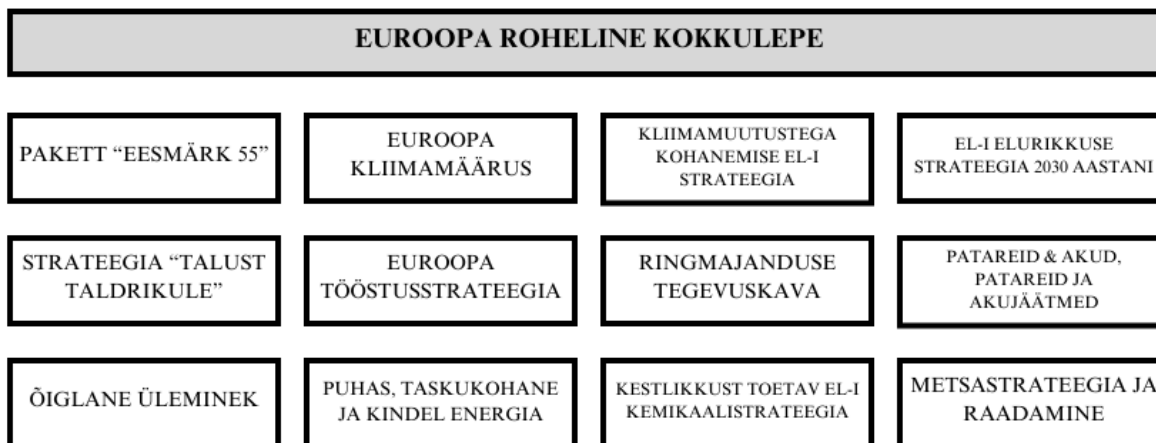 EUROOPA ROHELINE KOKKULEPE
PAKETT “EESMÄRK 55”
EUROOPA
KLIIMAMÄÄRUS
KLIIMAMUUTUSTEGA
KOHANEMISE EL-I
STRATEEGIA
EL-I ELURIKKUSE
STRATEEGIA 2030 AASTANI
STRATEEGIA “TALUST
TALDRIKULE”
EUROOPA
TÖÖSTUSSTRATEEGIA
RINGMAJANDUSE
TEGEVUSKAVA
PATAREID & AKUD,
PATAREID JA
AKUJÄÄTMED
ÕIGLANE ÜLEMINEK
PUHAS, TASKUKOHANE
JA KINDEL ENERGIA
KESTLIKKUST TOETAV EL-I
KEMIKAALISTRATEEGIA
METSASTRATEEGIA JA
RAADAMINE